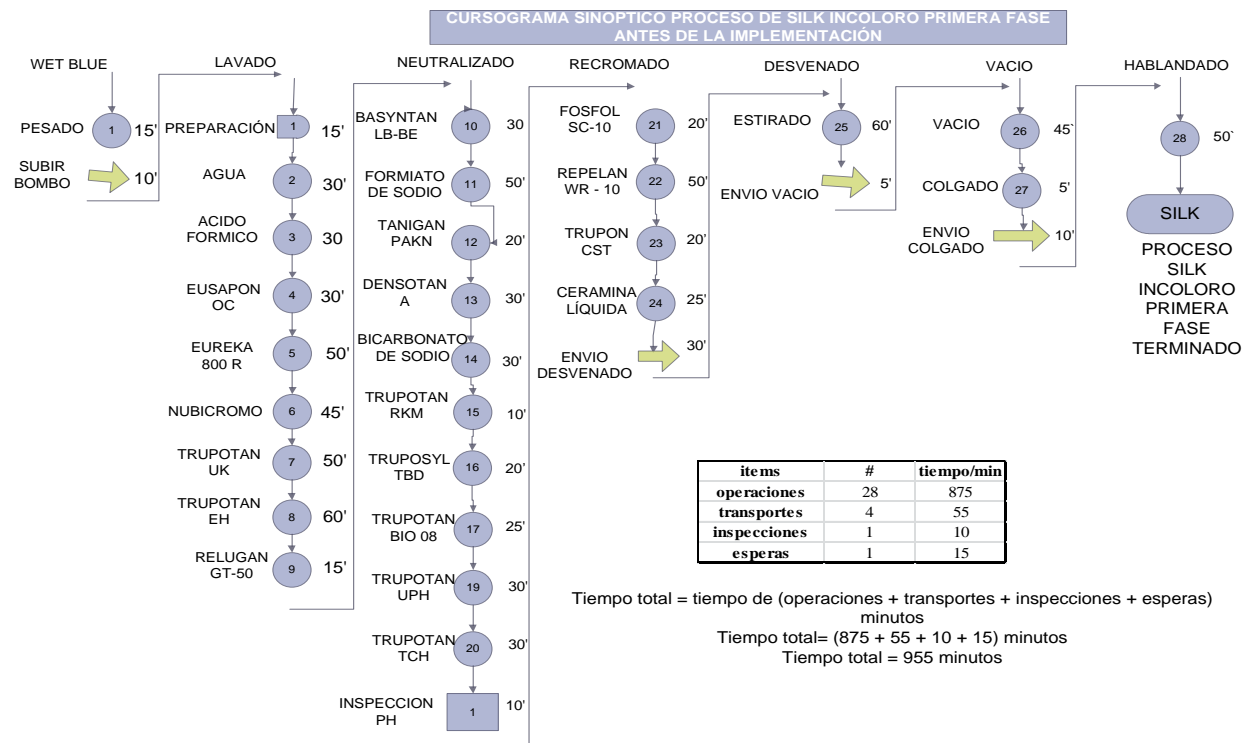 CURSOGRAMA SINOPTICO PROCESO DE SILK INCOLORO PRIMERA FASE
ANTES DE LA IMPLEMENTACIÓN
WET BLUE
PESADO 1 15'
SUBIR
BOMBO 10'
LAVADO
PREPARACIÓN 1 15'
AGUA 2 30'
ACIDO
FORMICO 3 30
EUSAPON
OC 4 30'
EUREKA
800 R 5 50'
NUBICROMO 6 45'
TRUPOTAN
UK 7 50'
TRUPOTAN
EH 8 60'
RELUGAN
GT-50 9 15'
NEUTRALIZADO
BASYNTAN
LB-BE 10 30
FORMIATO
DE SODIO 11 50'
TANIGAN
PAKN 12 20'
DENSOTAN
A 13 30'
BICARBONATO
DE SODIO 14 30'
TRUPOTAN
RKM 15 10'
TRUPOSYL
TBD 16 20'
TRUPOTAN
BIO 08 17 25'
TRUPOTAN
UPH 19 30'
TRUPOTAN
TCH 20 30'
INSPECCION
PH 1 10'
RECROMADO
FOSFOL
SC-10 21 20'
REPELAN
WR - 10 22 50'
TRUPON
CST 23 20'
CERAMINA
LÍQUIDA 24 25'
ENVIO
DESVENADO 30'
DESVENADO
ESTIRADO 25 60'
ENVIO VACIO 5'
VACIO
VACIO 26 45`
COLGADO 27 5'
ENVIO
COLGADO 10'
HABLANDADO
28 50`
SILK
PROCESO
SILK
INCOLORO
PRIMERA
FASE
TERMINADO
items # tiempo/min
operaciones 28 875
transportes 4 55
inspecciones 1 10
esperas 1 15
Tiempo total = tiempo de (operaciones + transportes + inspecciones + esperas)
minutos
Tiempo total= (875 + 55 + 10 + 15) minutos
Tiempo total = 955 minutos